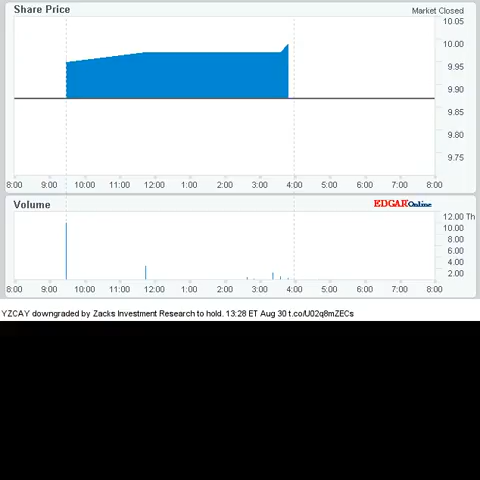 Share Price
Market Closed
10.05
10.00
9.95
9.90
9.85
9.80
9.75
8:00 9:00 10:00 11:00 12:00 1:00 2:00 3:00 4:00 5:00 6:00 7:00 8:00
Volume
EDGAROnline
12.00 Th
10.00
8.00
6.00
4.00
2.00
8:00 9:00 10:00 11:00 12:00 1:00 2:00 3:00 4:00 5:00 6:00 7:00 8:00
YZCAY downgraded by Zacks Investment Research to hold. 13:28 ET Aug 30 t.co/U02q8mZECs